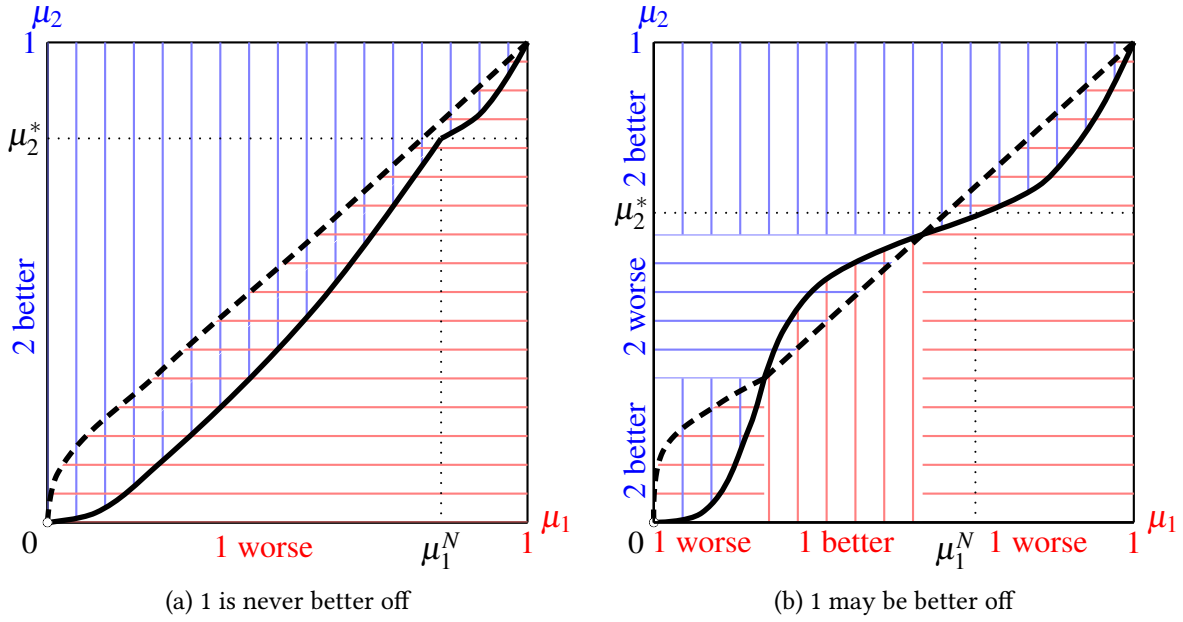 μ₂
1
μ₂*
2 better
0
1 worse
μ₁ᴺ
1
μ₁
(a) 1 is never better off
μ₂
1
2 better
μ₂*
2 worse
2 better
0
1 worse
1 better
μ₁ᴺ
1 worse
1
μ₁
(b) 1 may be better off